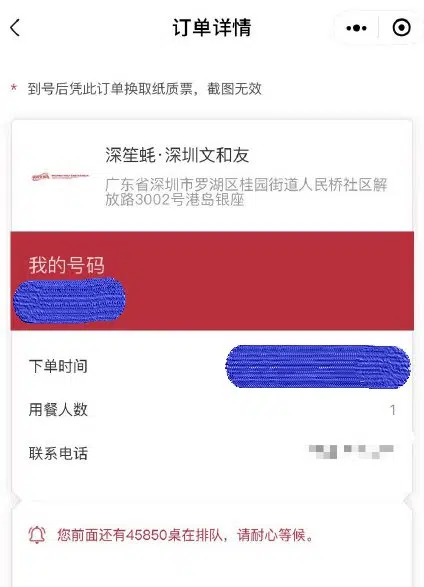 订单详情
* 到号后凭此订单换取纸质票，截图无效
深笙蚝·深圳文和友
广东省深圳市罗湖区桂园街道人民桥社区解
放路3002号港岛银座
我的号码
下单时间
用餐人数 1
联系电话
您前面还有45850桌在排队，请耐心等候。